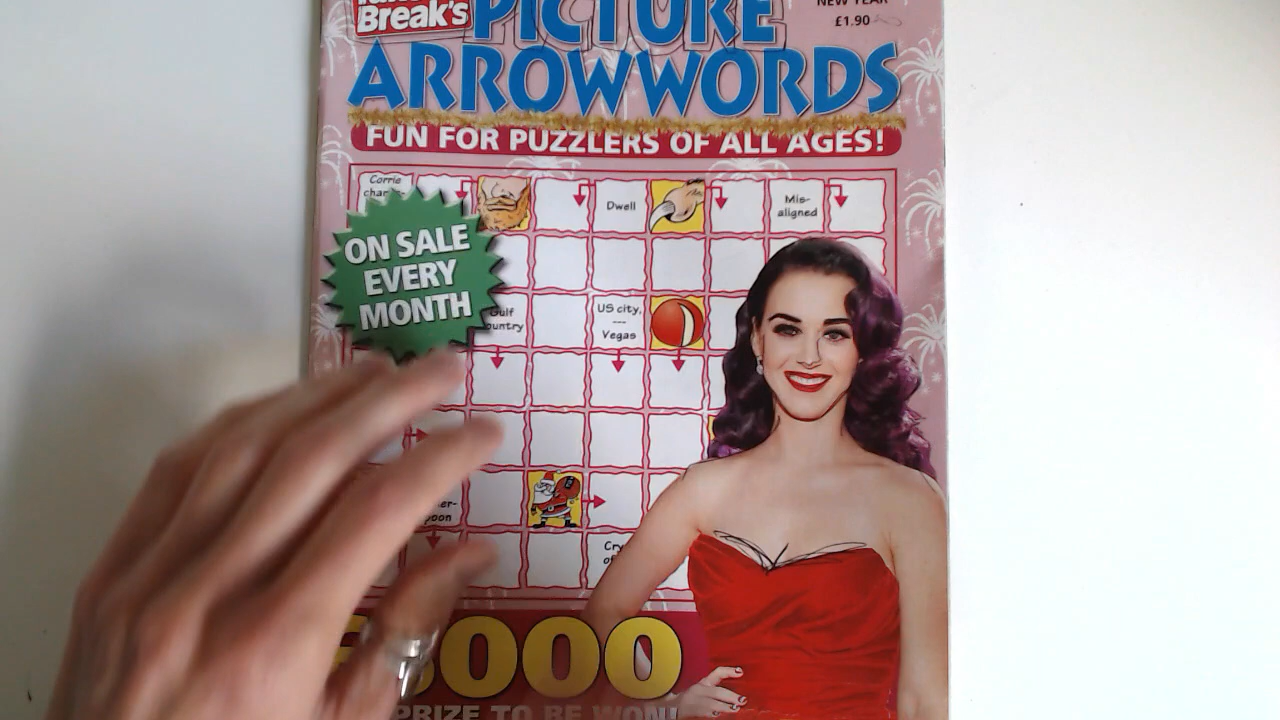 Break's
PICTURE
NEW YEAR
£1.90
ARROWWORDS
FUN FOR PUZZLERS OF ALL AGES!
Corrie
Dwell
Mis-
aligned
ON SALE
EVERY
MONTH
Gulf
US city,
---
Vegas
000
PRIZE TO BE WON!